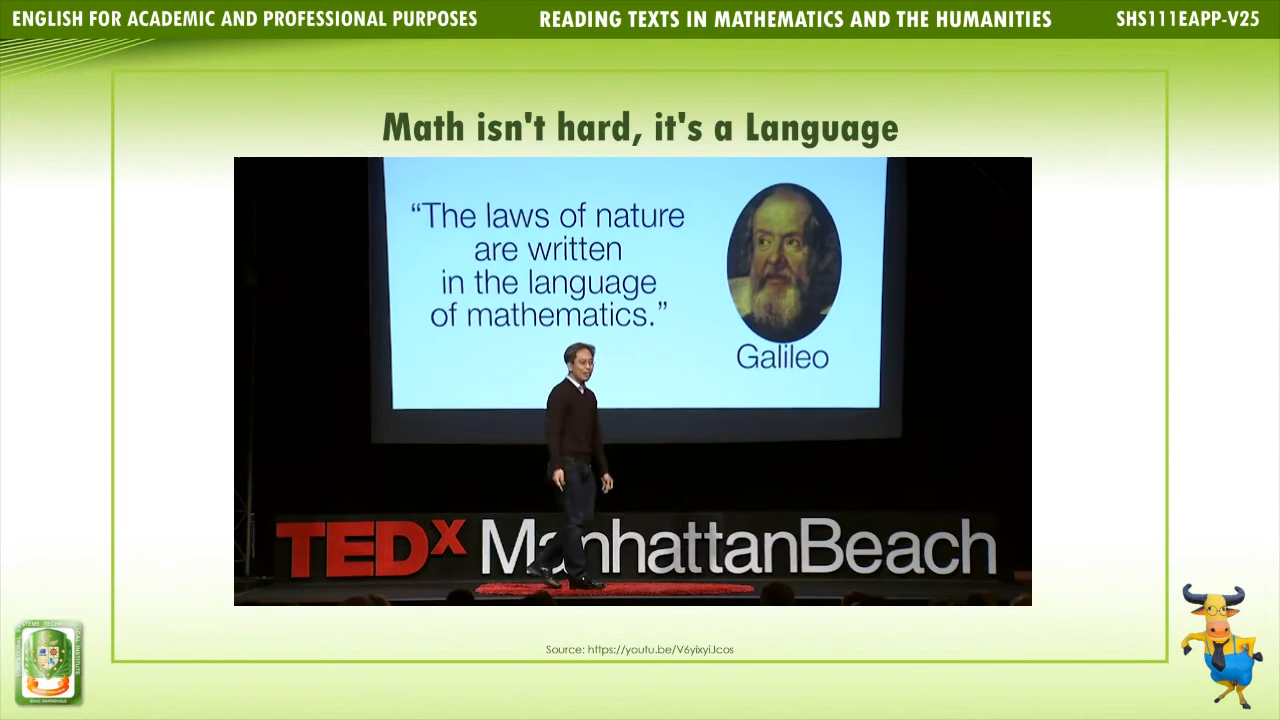 ENGLISH FOR ACADEMIC AND PROFESSIONAL PURPOSES
READING TEXTS IN MATHEMATICS AND THE HUMANITIES
SHS111EAPP-V25
Math isn't hard, it's a Language
“The laws of nature
are written
in the language
of mathematics.”
Galileo
TEDx ManhattanBeach
Source: https://youtu.be/V6yixyiJcos